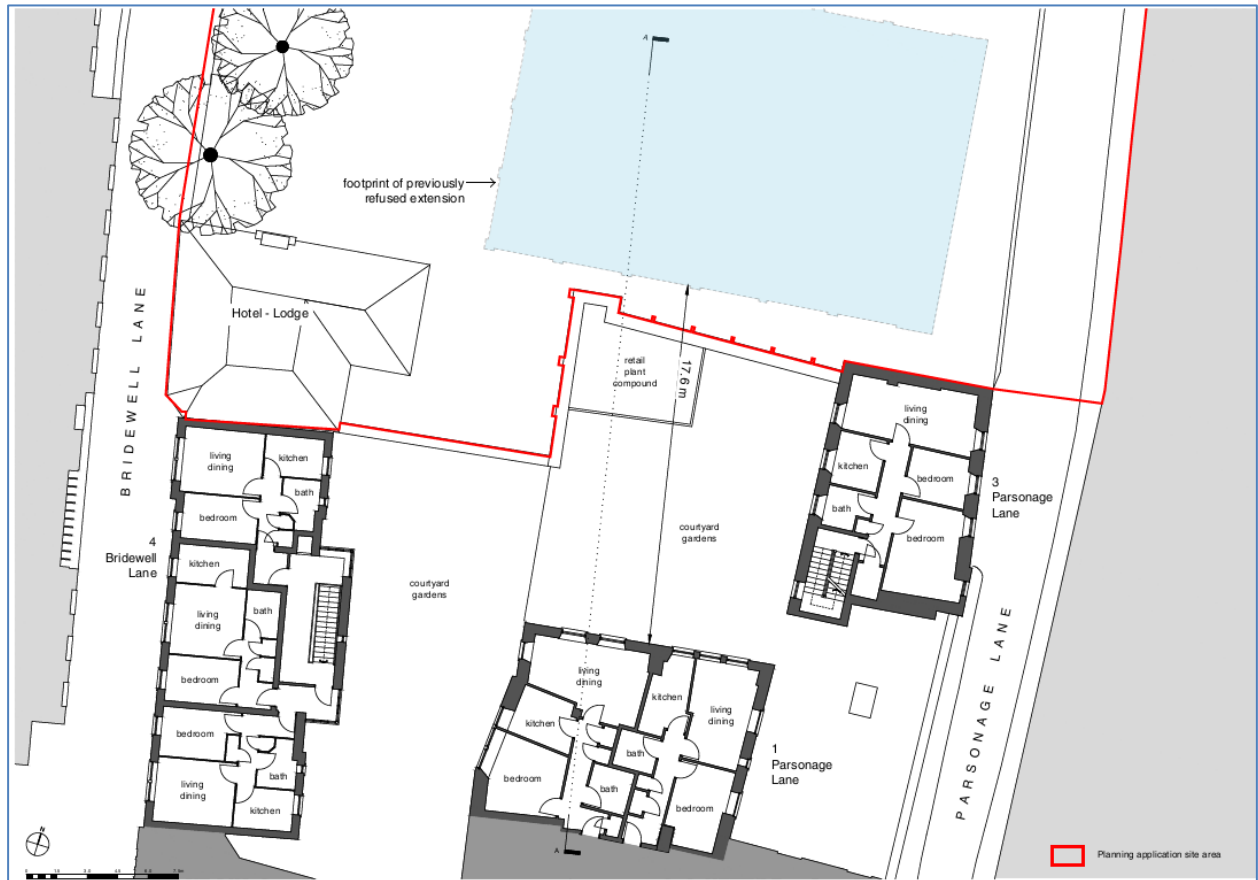 A
footprint of previously
refused extension
BRIDEWELL LANE
Hotel - Lodge
retail
plant
compound
17.6 m
living
dining
kitchen
bath
bedroom
bedroom
3
Parsonage
Lane
living
dining
kitchen
bath
bedroom
4
Bridewell
Lane
kitchen
living
dining
bath
bedroom
bedroom
bath
living
dining
kitchen
courtyard
gardens
courtyard
gardens
living
dining
kitchen
kitchen
living
dining
bath
bedroom
bath
bedroom
1
Parsonage
Lane
PARSONAGE LANE
A
N
Planning application site area